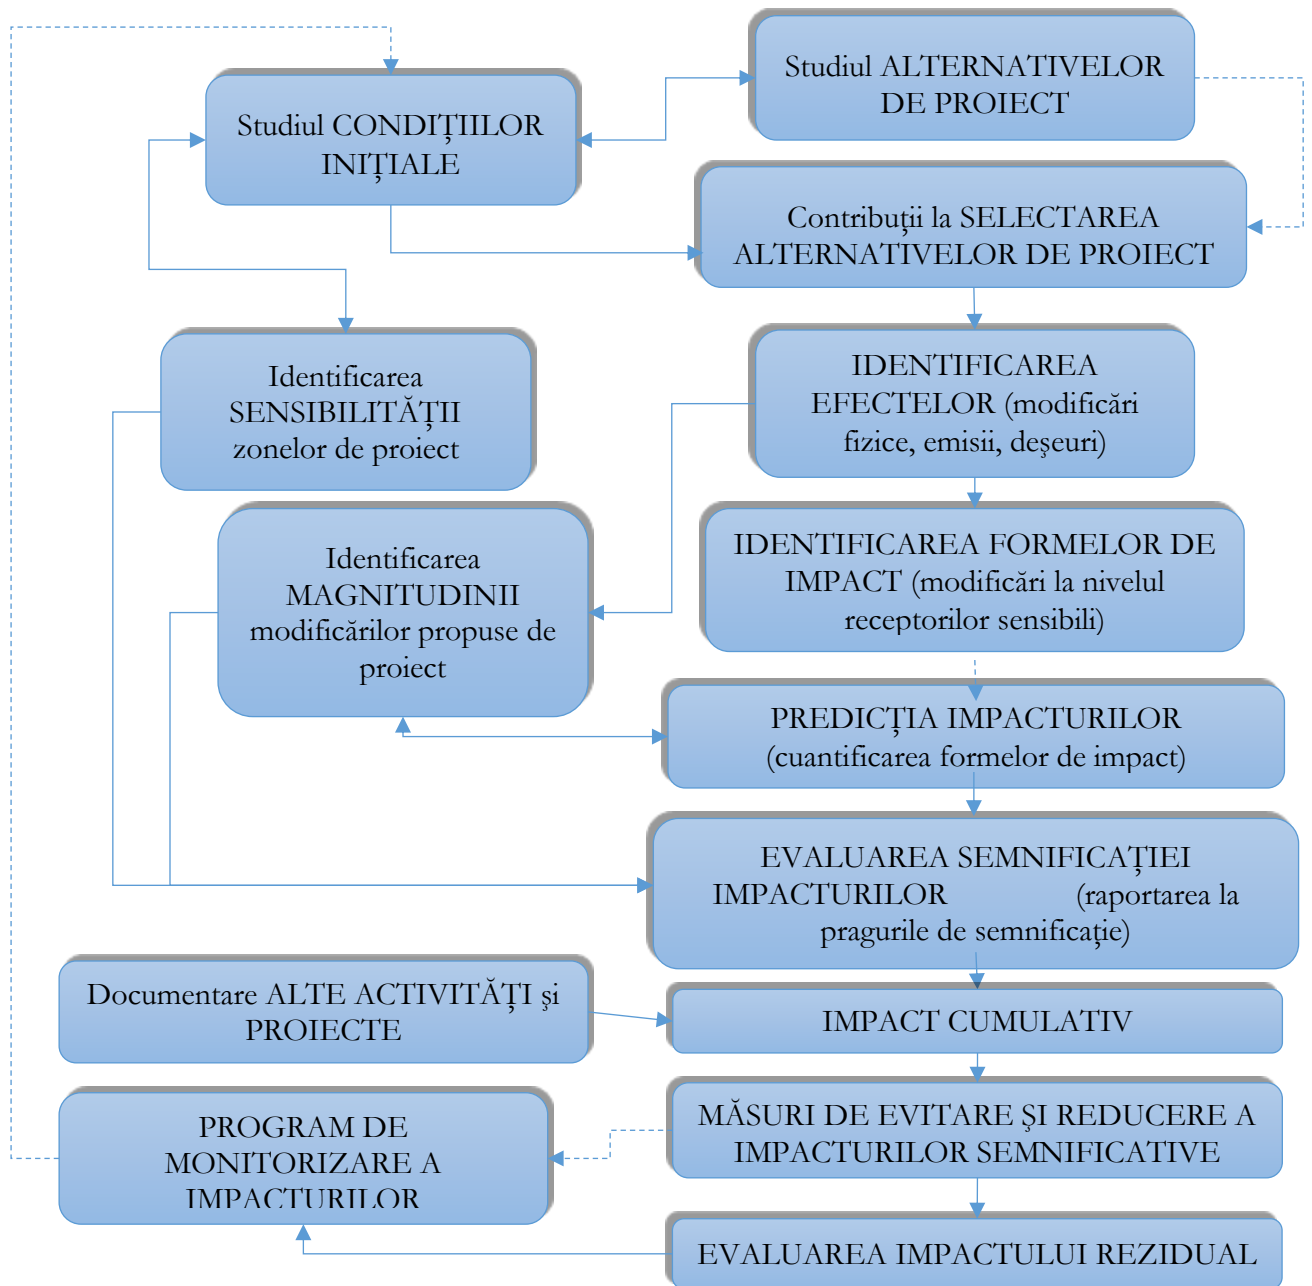 Studiul ALTERNATIVELOR
DE PROIECT
Studiul CONDIȚIILOR
INIȚIALE
Contribuții la SELECTAREA
ALTERNATIVELOR DE PROIECT
Identificarea
SENSIBILITĂȚII
zonelor de proiect
IDENTIFICAREA
EFECTELOR (modificări
fizice, emisii, deşeuri)
Identificarea
MAGNITUDINII
modificărilor propuse de
proiect
IDENTIFICAREA FORMELOR DE
IMPACT (modificări la nivelul
receptorilor sensibili)
PREDICȚIA IMPACTURILOR
(cuantificarea formelor de impact)
EVALUAREA SEMNIFICAȚIEI
IMPACTURILOR (raportarea la
pragurile de semnificație)
Documentare ALTE ACTIVITĂȚI şi
PROIECTE
IMPACT CUMULATIV
MĂSURI DE EVITARE ŞI REDUCERE A
IMPACTURILOR SEMNIFICATIVE
PROGRAM DE
MONITORIZARE A
IMPACTURILOR
EVALUAREA IMPACTULUI REZIDUAL